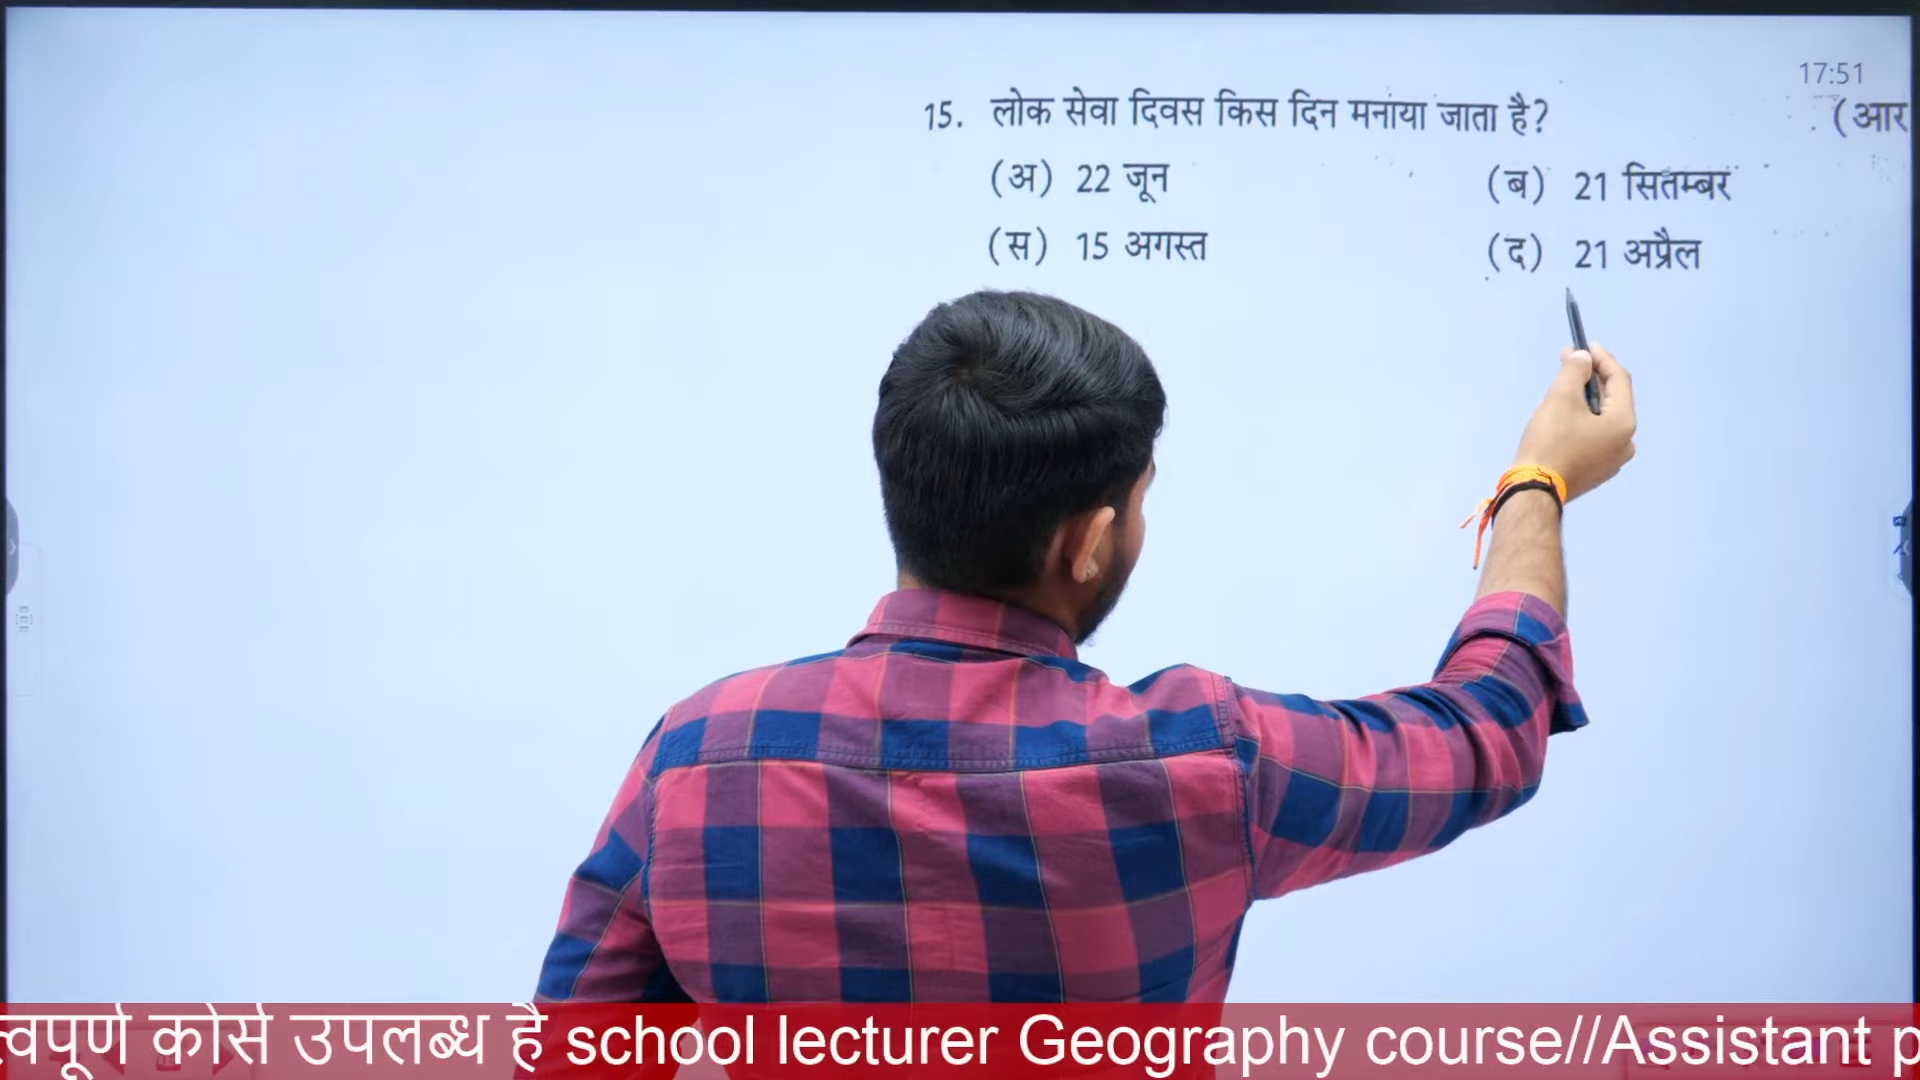 17:51
15. लोक सेवा दिवस किस दिन मनाया जाता है? (आर
(अ) 22 जून (ब) 21 सितम्बर
(स) 15 अगस्त (द) 21 अप्रैल
त्वपूर्ण कोर्स उपलब्ध है school lecturer Geography course//Assistant p